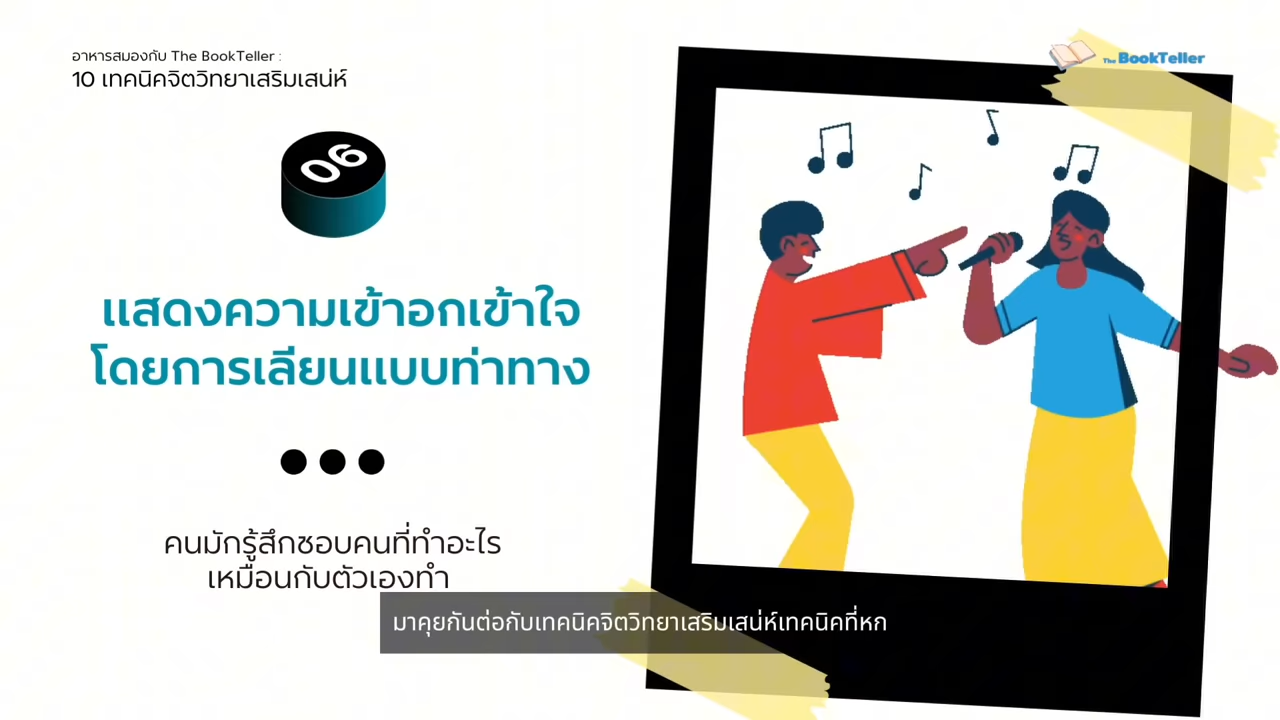 อาหารสมองกับ The BookTeller :
10 เทคนิคจิตวิทยาเสริมเสน่ห์
The BookTeller
06
แสดงความเข้าอกเข้าใจ
โดยการเลียนแบบท่าทาง
คนมักรู้สึกชอบคนที่ทำอะไร
เหมือนกับตัวเองทำ
มาคุยกันต่อกับเทคนิคจิตวิทยาเสริมเสน่ห์เทคนิคที่หก